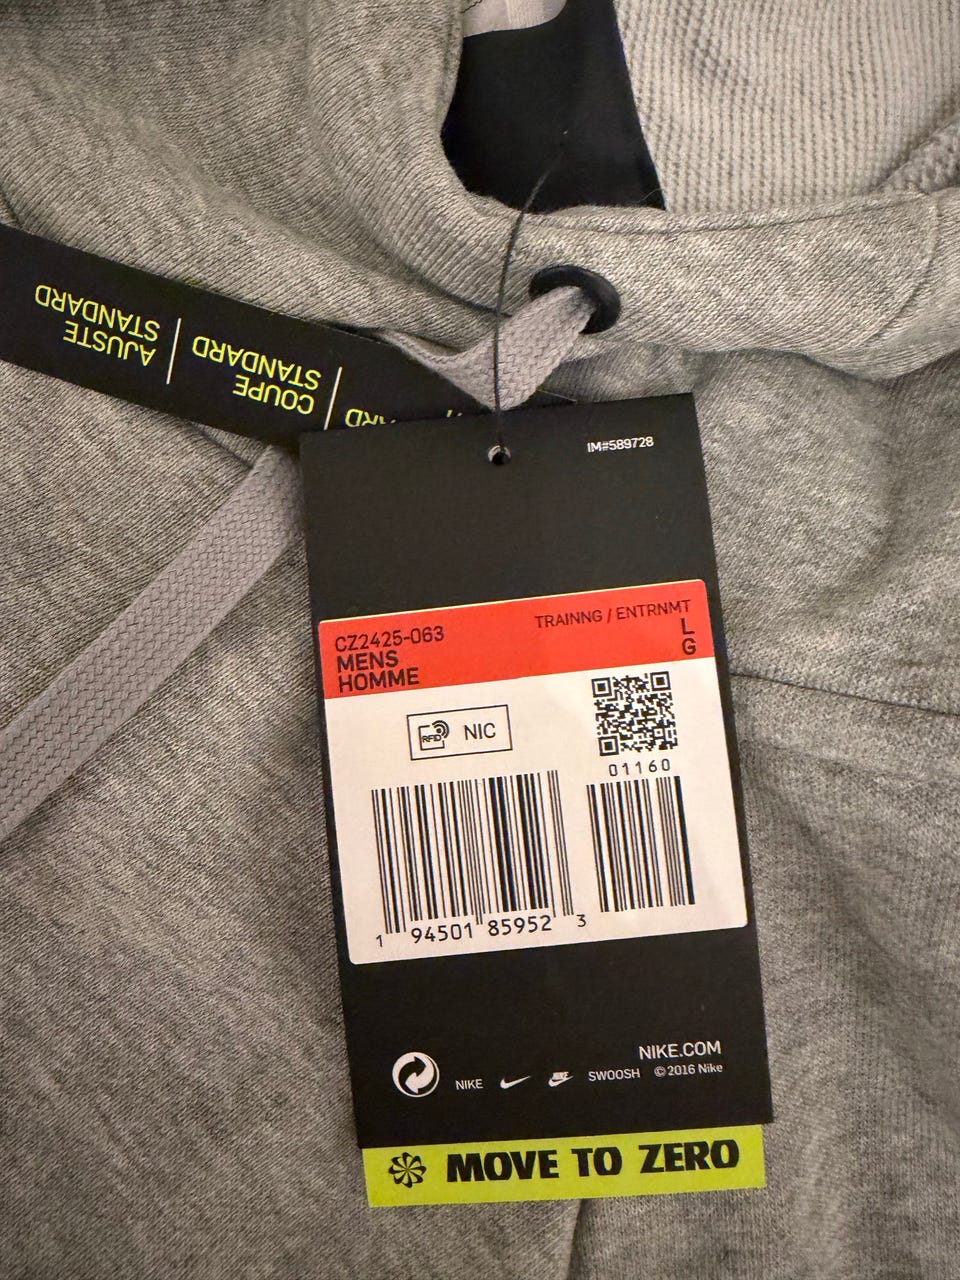 AJUSTE
STANDARD
COUPE
STANDARD
IM#589728
CZ2425-063
MENS
HOMME
TRAINNG / ENTRNMT
L
G
RFID
NIC
01160
1 94501 85952 3
NIKE.COM
NIKE SWOOSH ©2016 Nike
MOVE TO ZERO